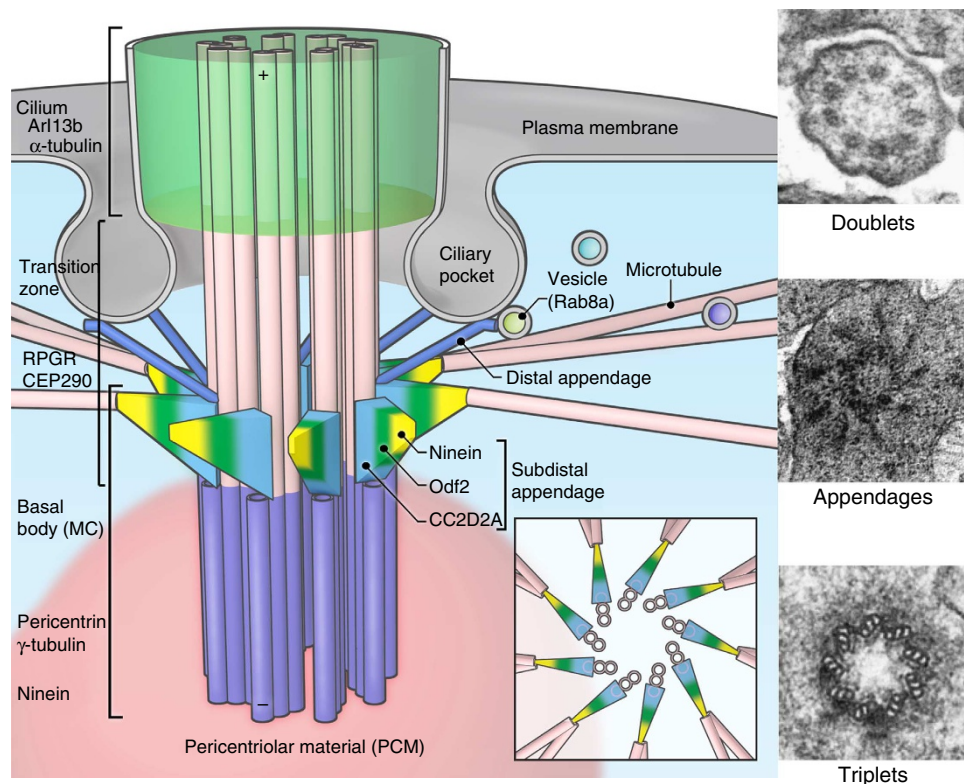 Cilium
Arl13b
α-tubulin
+
Plasma membrane
Doublets
Transition
zone
Ciliary
pocket
Vesicle
(Rab8a)
Microtubule
RPGR
CEP290
Distal appendage
Ninein
Odf2
CC2D2A
Subdistal
appendage
Appendages
Basal
body (MC)
Pericentrin
γ-tubulin
Ninein
−
Pericentriolar material (PCM)
Triplets